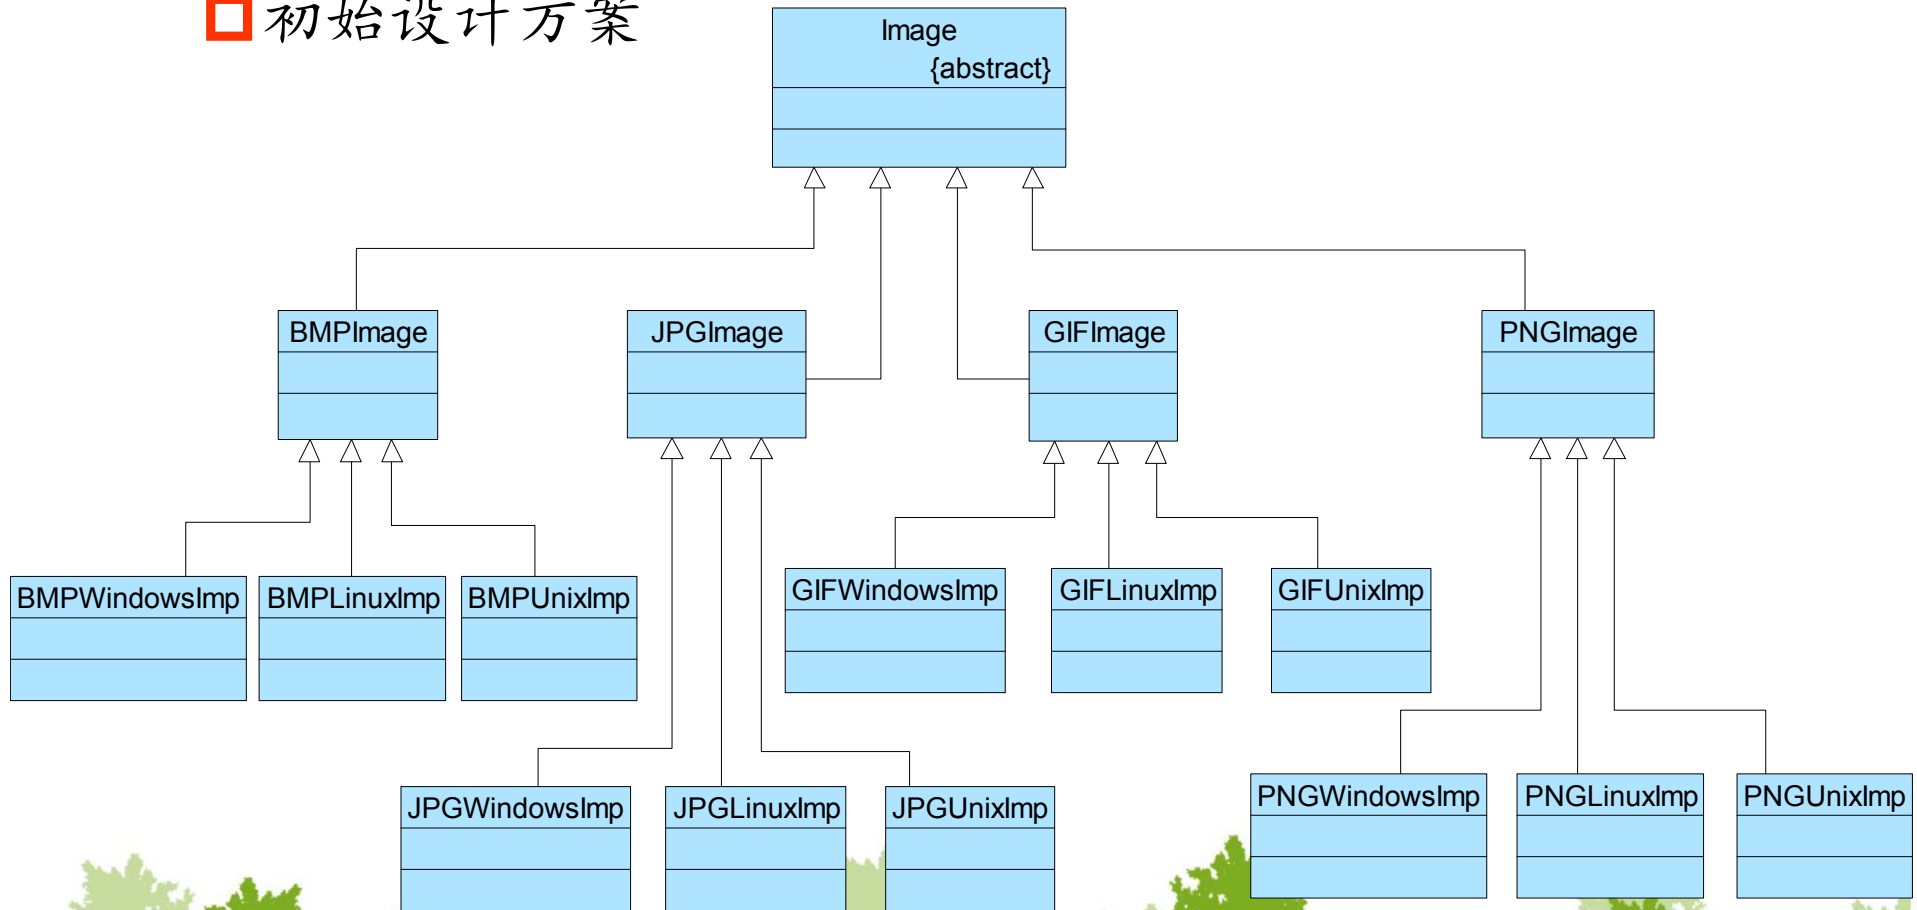 初始设计方案
Image
{abstract}
BMPImage
JPGImage
GIFImage
PNGImage
BMPWindowsImp
BMPLinuxImp
BMPUnixImp
GIFWindowsImp
GIFLinuxImp
GIFUnixImp
JPGWindowsImp
JPGLinuxImp
JPGUnixImp
PNGWindowsImp
PNGLinuxImp
PNGUnixImp